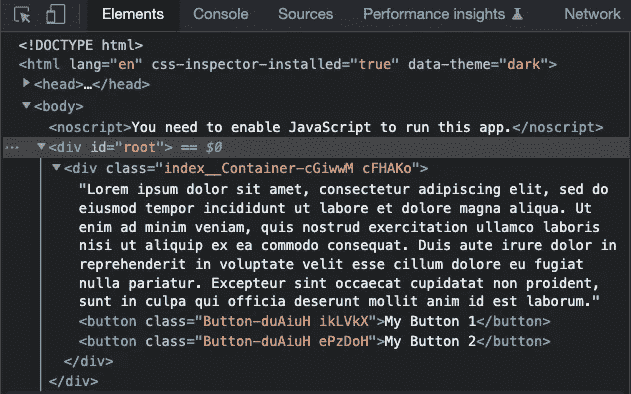 Elements Console Sources Performance insights Network
<!DOCTYPE html>
<html lang="en" css-inspector-installed="true" data-theme="dark">
<head>…</head>
<body>
<noscript>You need to enable JavaScript to run this app.</noscript>
… <div id="root"> == $0
<div class="index__Container-cGiwwM cFHAKo">
"Lorem ipsum dolor sit amet, consectetur adipiscing elit, sed do
eiusmod tempor incididunt ut labore et dolore magna aliqua. Ut
enim ad minim veniam, quis nostrud exercitation ullamco laboris
nisi ut aliquip ex ea commodo consequat. Duis aute irure dolor in
reprehenderit in voluptate velit esse cillum dolore eu fugiat
nulla pariatur. Excepteur sint occaecat cupidatat non proident,
sunt in culpa qui officia deserunt mollit anim id est laborum."
<button class="Button-duAiuH ikLVkX">My Button 1</button>
<button class="Button-duAiuH ePzDoH">My Button 2</button>
</div>
</div>